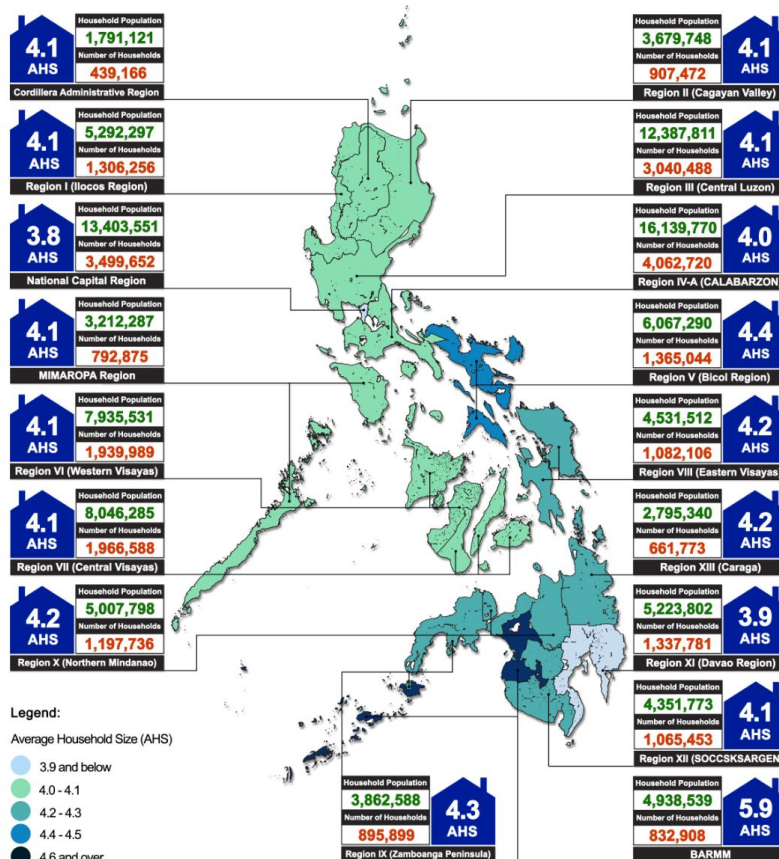 4.1
AHS
Household Population
1,791,121
Number of Households
439,166
Cordillera Administrative Region
4.1
AHS
Household Population
5,292,297
Number of Households
1,306,256
Region I (Ilocos Region)
3.8
AHS
Household Population
13,403,551
Number of Households
3,499,652
National Capital Region
4.1
AHS
Household Population
3,212,287
Number of Households
792,875
MIMAROPA Region
4.1
AHS
Household Population
7,935,531
Number of Households
1,939,989
Region VI (Western Visayas)
4.1
AHS
Household Population
8,046,285
Number of Households
1,966,588
Region VII (Central Visayas)
4.2
AHS
Household Population
5,007,798
Number of Households
1,197,736
Region X (Northern Mindanao)
Household Population
3,679,748
Number of Households
907,472
4.1
AHS
Region II (Cagayan Valley)
Household Population
12,387,811
Number of Households
3,040,488
4.1
AHS
Region III (Central Luzon)
Household Population
16,139,770
Number of Households
4,062,720
4.0
AHS
Region IV-A (CALABARZON
Household Population
6,067,290
Number of Households
1,365,044
4.4
AHS
Region V (Bicol Region)
Household Population
4,531,512
Number of Households
1,082,106
4.2
AHS
Region VIII (Eastern Visayas
Household Population
2,795,340
Number of Households
661,773
4.2
AHS
Region XIII (Caraga)
Household Population
5,223,802
Number of Households
1,337,781
3.9
AHS
Region XI (Davao Region)
Household Population
4,351,773
Number of Households
1,065,453
4.1
AHS
Region XII (SOCCSKSARGEN
Household Population
4,938,539
Number of Households
832,908
5.9
AHS
BARMM
Household Population
3,862,588
Number of Households
895,899
4.3
AHS
Region IX (Zamboanga Peninsula)
Legend:
Average Household Size (AHS)
3.9 and below
4.0 - 4.1
4.2 - 4.3
4.4 - 4.5
4.6 and over